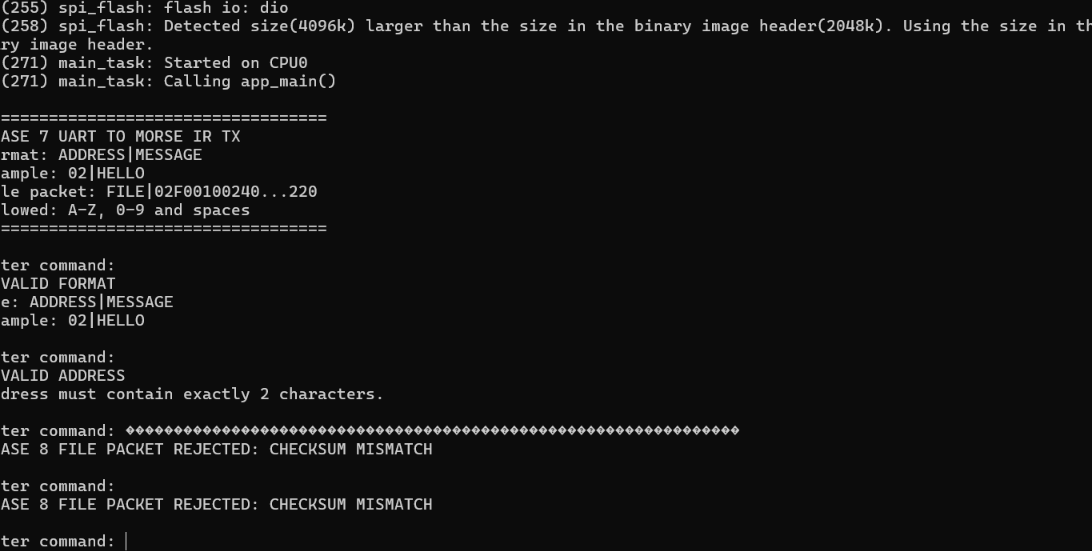 (255) spi_flash: flash io: dio
(258) spi_flash: Detected size(4096k) larger than the size in the binary image header(2048k). Using the size in th
ry image header.
(271) main_task: Started on CPU0
(271) main_task: Calling app_main()
==================================
ASE 7 UART TO MORSE IR TX
rmat: ADDRESS|MESSAGE
ample: 02|HELLO
le packet: FILE|02F00100240...220
lowed: A-Z, 0-9 and spaces
==================================
ter command:
VALID FORMAT
e: ADDRESS|MESSAGE
ample: 02|HELLO
ter command:
VALID ADDRESS
dress must contain exactly 2 characters.
ter command: ����������������������������������������������������������������
ASE 8 FILE PACKET REJECTED: CHECKSUM MISMATCH
ter command:
ASE 8 FILE PACKET REJECTED: CHECKSUM MISMATCH
ter command: